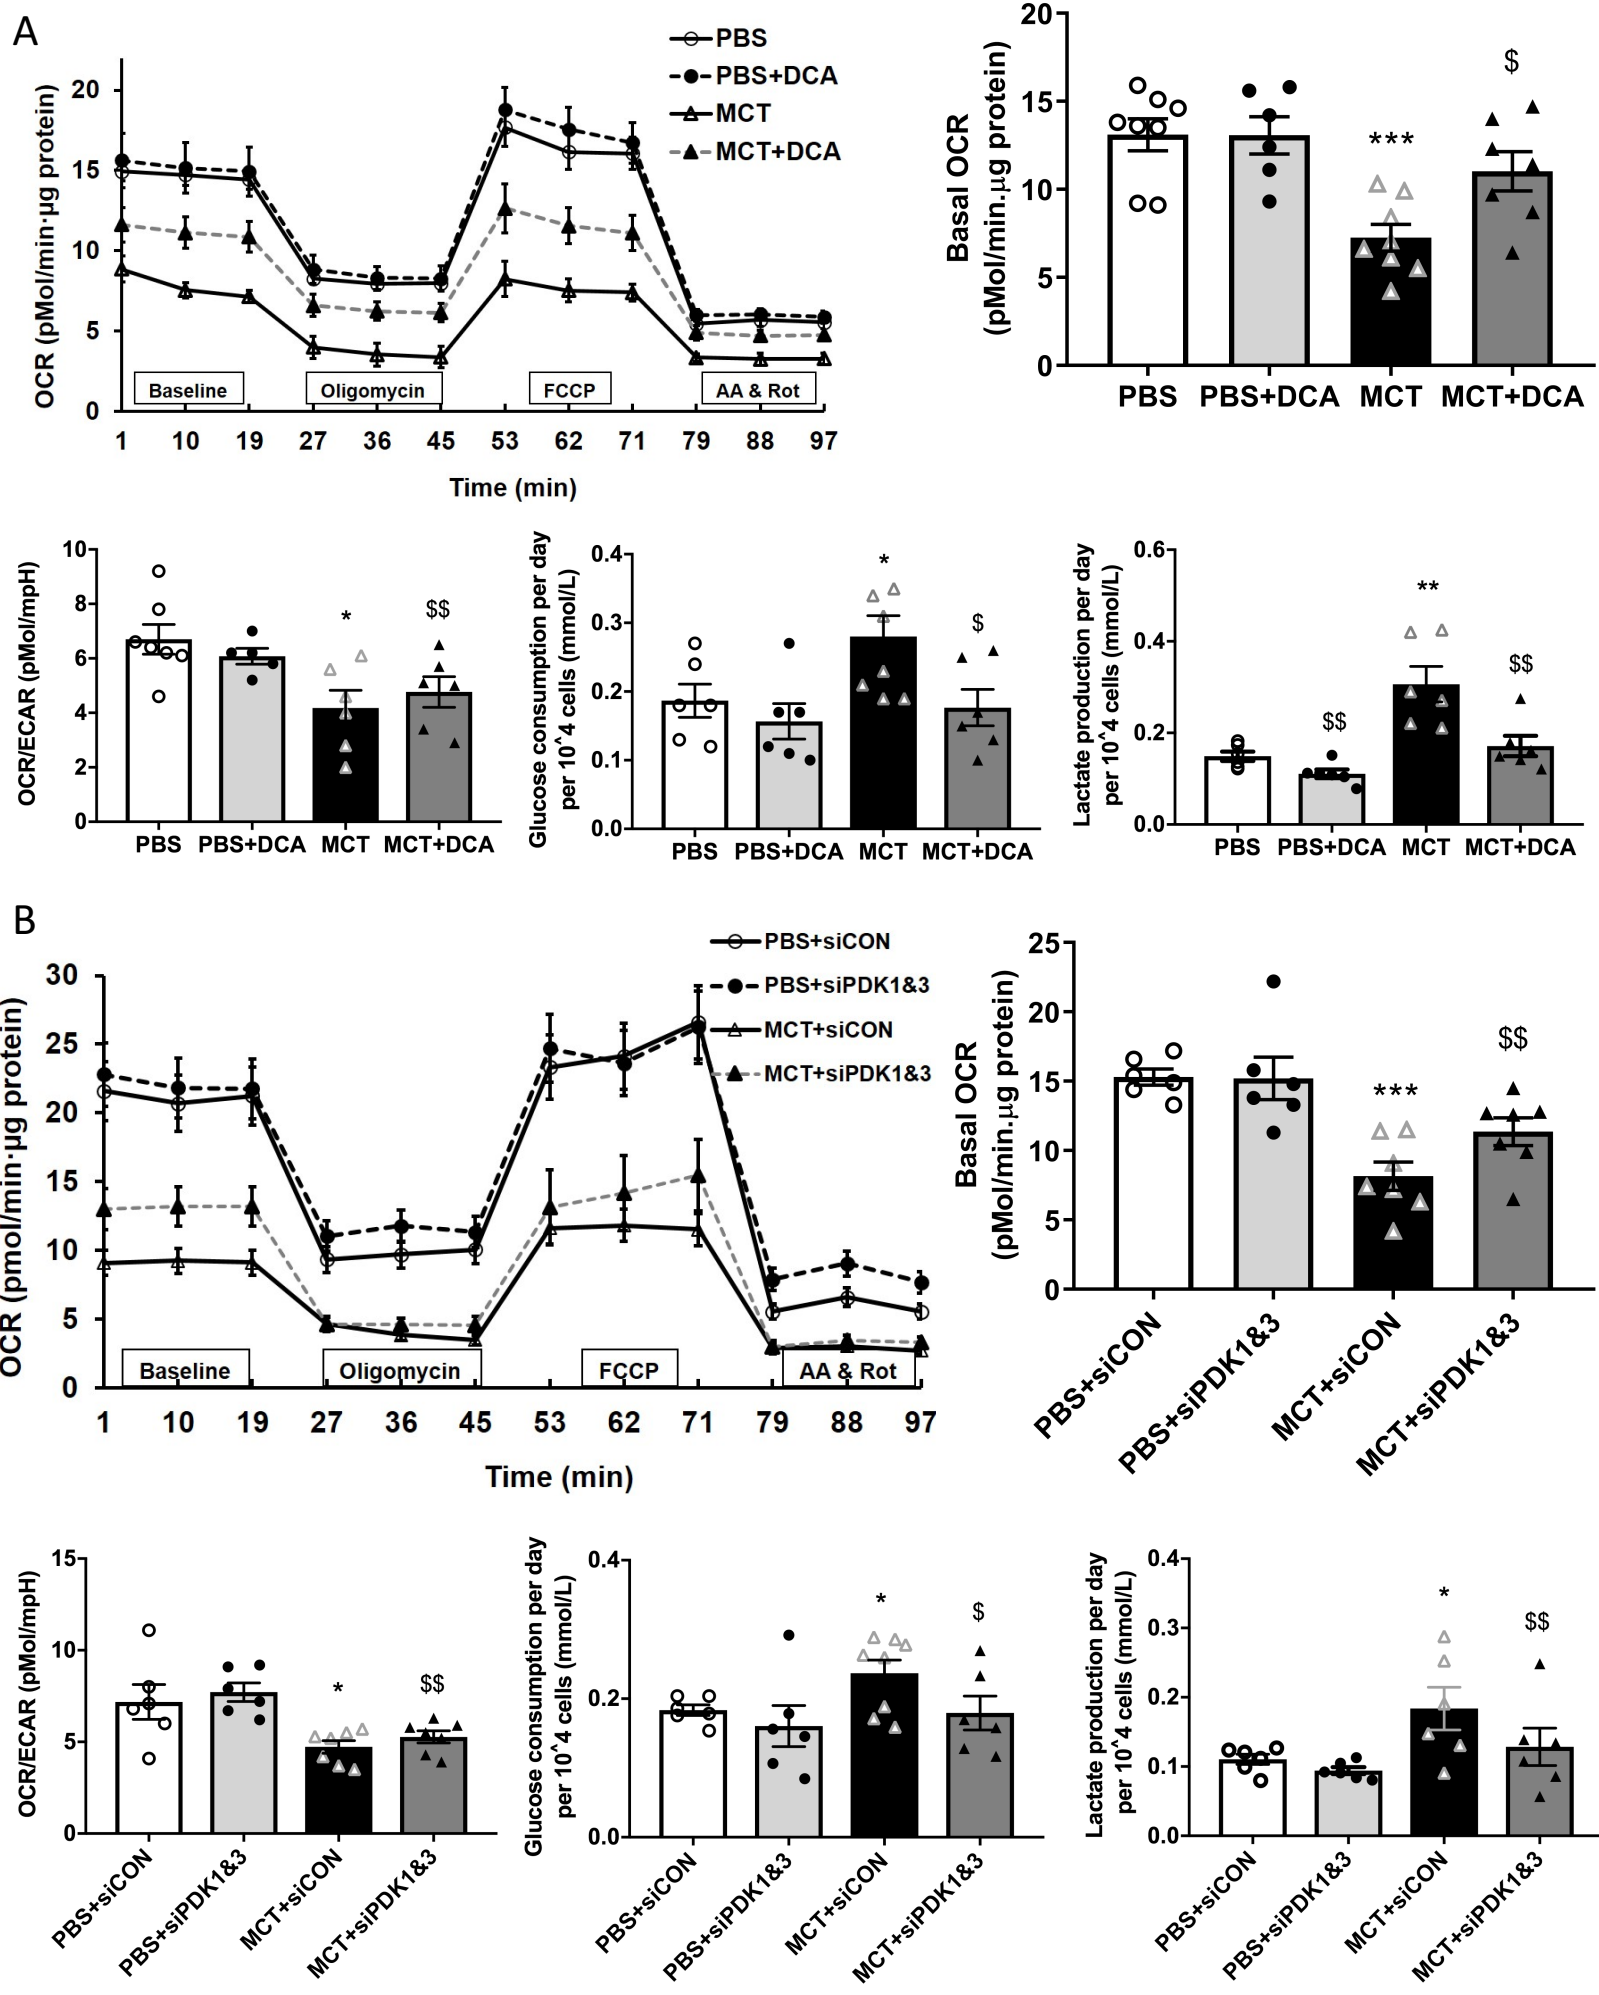 A
PBS
PBS+DCA
MCT
MCT+DCA
OCR (pMol/min·µg protein)
20
15
10
5
0
Baseline
Oligomycin
FCCP
AA & Rot
1 10 19 27 36 45 53 62 71 79 88 97
Time (min)
Basal OCR
(pMol/min.µg protein)
20
15
10
5
0
***
$
PBS PBS+DCA MCT MCT+DCA
OCR/ECAR (pMol/mpH)
10
8
6
4
2
0
*
$$
PBS PBS+DCA MCT MCT+DCA
Glucose consumption per day
per 10^4 cells (mmol/L)
0.4
0.3
0.2
0.1
0.0
*
$
PBS PBS+DCA MCT MCT+DCA
Lactate production per day
per 10^4 cells (mmol/L)
0.6
0.4
0.2
0.0
$$
**
$$
PBS PBS+DCA MCT MCT+DCA
B
PBS+siCON
PBS+siPDK1&3
MCT+siCON
MCT+siPDK1&3
OCR (pmol/min·µg protein)
30
25
20
15
10
5
0
Baseline
Oligomycin
FCCP
AA & Rot
1 10 19 27 36 45 53 62 71 79 88 97
Time (min)
Basal OCR
(pMol/min.µg protein)
25
20
15
10
5
0
***
$$
PBS+siCON
PBS+siPDK1&3
MCT+siCON
MCT+siPDK1&3
OCR/ECAR (pMol/mpH)
15
10
5
0
*
$$
PBS+siCON
PBS+siPDK1&3
MCT+siCON
MCT+siPDK1&3
Glucose consumption per day
per 10^4 cells (mmol/L)
0.4
0.2
0.0
*
$
PBS+siCON
PBS+siPDK1&3
MCT+siCON
MCT+siPDK1&3
Lactate production per day
per 10^4 cells (mmol/L)
0.4
0.3
0.2
0.1
0.0
*
$$
PBS+siCON
PBS+siPDK1&3
MCT+siCON
MCT+siPDK1&3